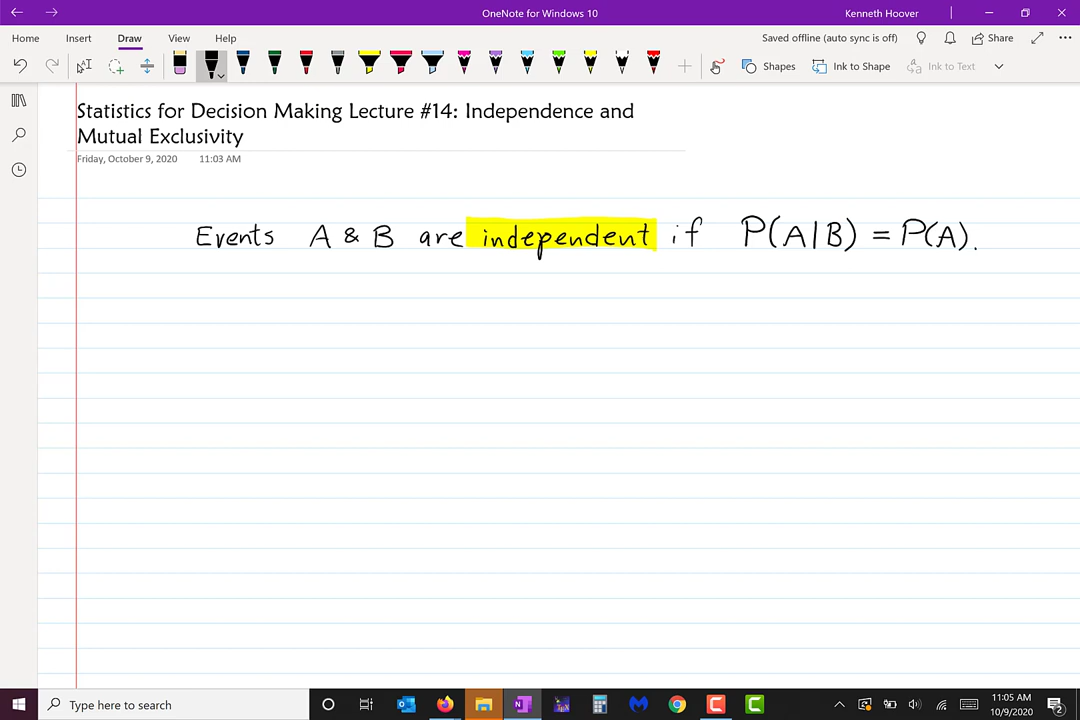 OneNote for Windows 10
Kenneth Hoover
Home Insert Draw View Help
Saved offline (auto sync is off)
Share
Shapes
Ink to Shape
Ink to Text
Statistics for Decision Making Lecture #14: Independence and
Mutual Exclusivity
Friday, October 9, 2020 11:03 AM
Events A & B are independent if P(A|B) = P(A).
Type here to search
11:05 AM
10/9/2020
2